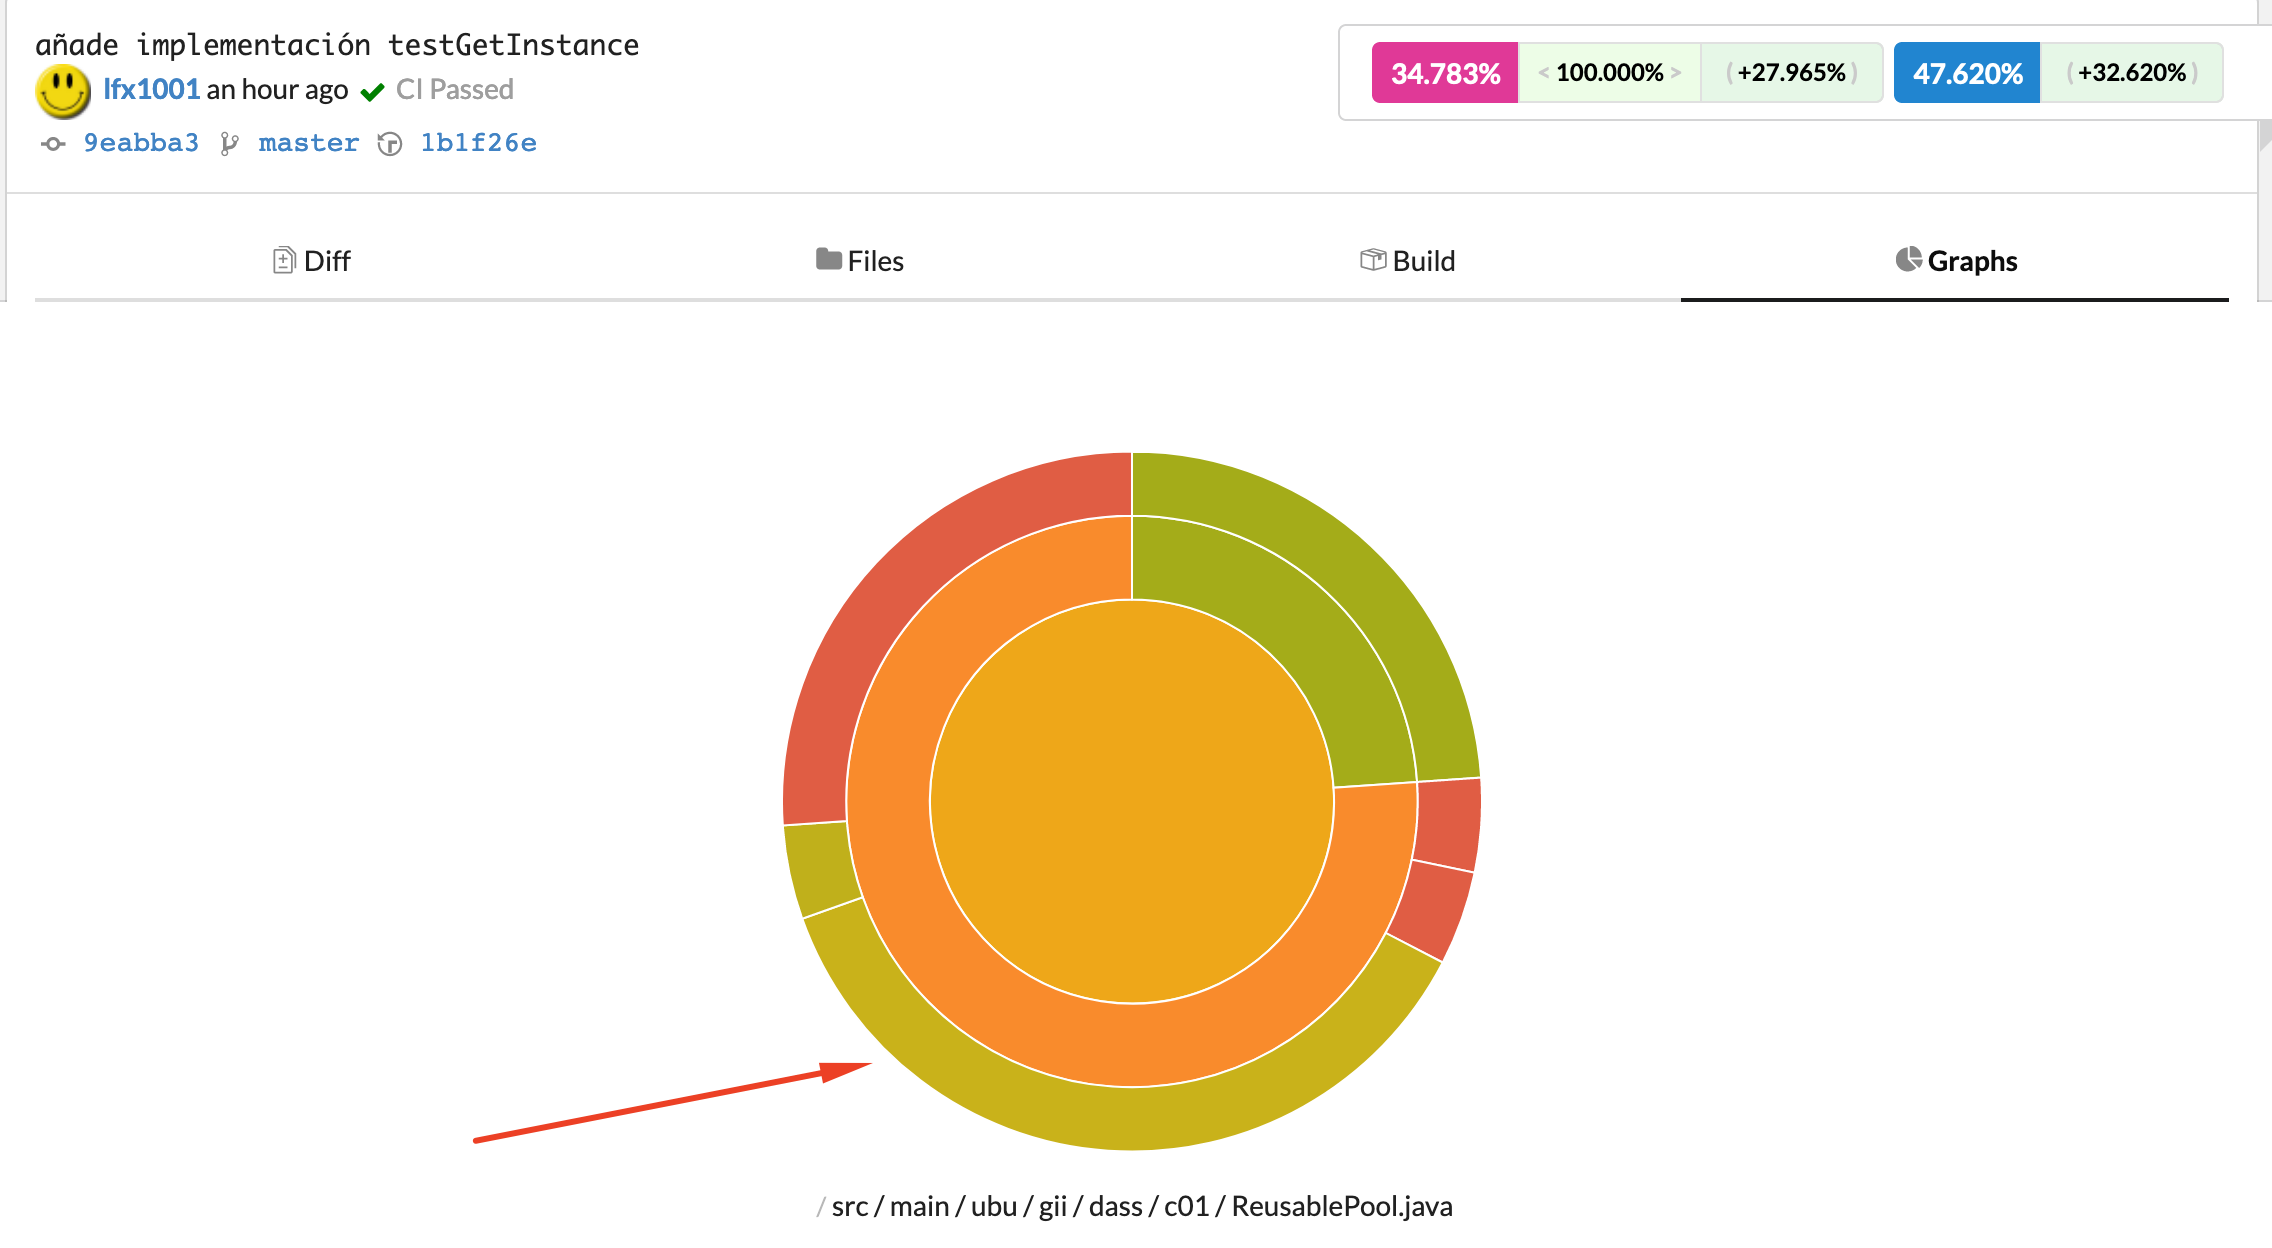 añade implementación testGetInstance
lfx1001 an hour ago CI Passed
9eabba3 master 1b1f26e
34.783% < 100.000% > (+27.965%) 47.620% (+32.620%)
Diff Files Build Graphs
/ src / main / ubu / gii / dass / c01 / ReusablePool.java